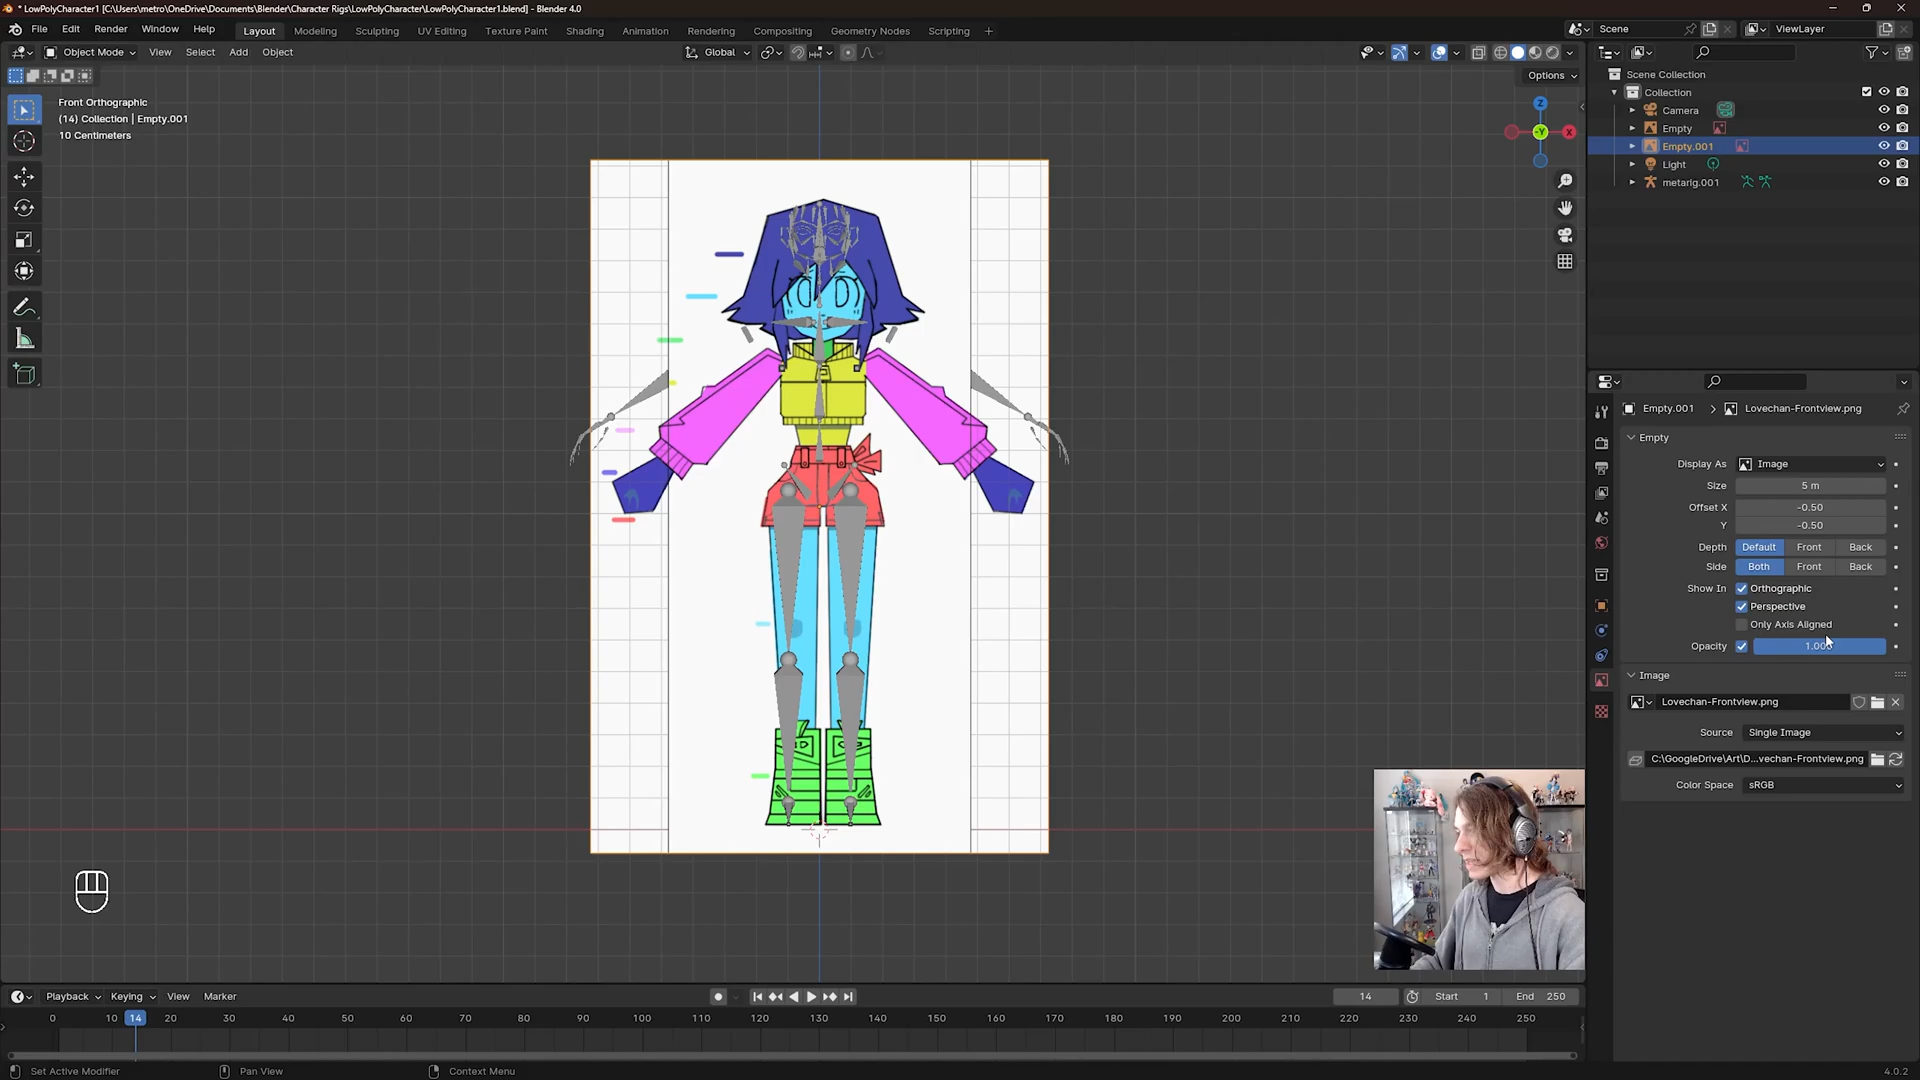 * LowPolyCharacter1 [C:\Users\metro\OneDrive\Documents\Blender\Character Rigs\LowPolyCharacter\LowPolyCharacter1.blend] - Blender 4.0
File Edit Render Window Help Layout Modeling Sculpting UV Editing Texture Paint Shading Animation Rendering Compositing Geometry Nodes Scripting + Scene ViewLayer
Object Mode View Select Add Object Global
Options
Front Orthographic
(14) Collection | Empty.001
10 Centimeters
Z
-Y
X
Scene Collection
Collection
Camera
Empty
Empty.001
Light
metarig.001
Empty.001 > Lovechan-Frontview.png
Empty
Display As Image
Size 5 m
Offset X -0.50
Y -0.50
Depth Default Front Back
Side Both Front Back
Show In Orthographic
Perspective
Only Axis Aligned
Opacity 1.000
Image
Lovechan-Frontview.png
Source Single Image
C:\GoogleDrive\Art\D...vechan-Frontview.png
Color Space sRGB
Playback Keying View Marker 14 Start 1 End 250
0 10 14 20 30 40 50 60 70 80 90 100 110 120 130 140 150 160 170 180 190 200 210 220 230 240 250
Set Active Modifier Pan View Context Menu 4.0.2